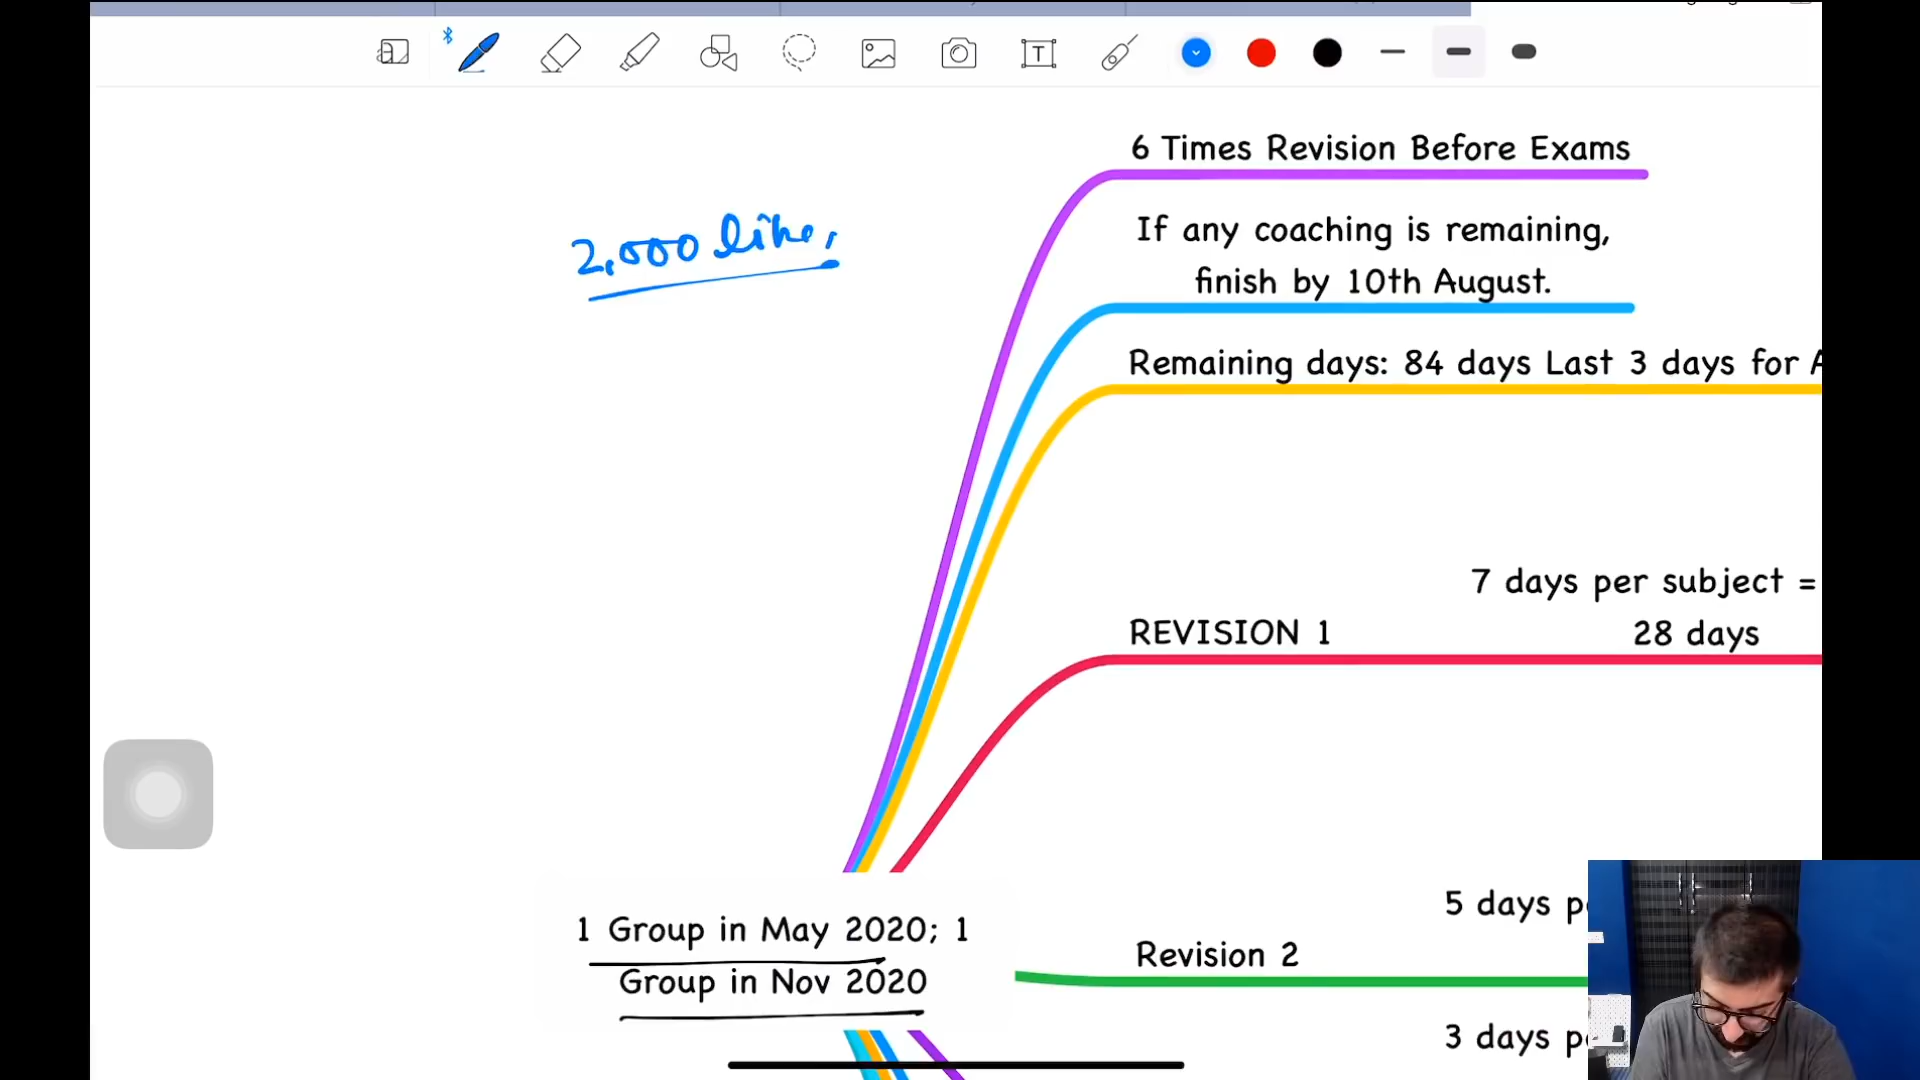 6 Times Revision Before Exams
2,000 like,
If any coaching is remaining,
finish by 10th August.
Remaining days: 84 days Last 3 days for
7 days per subject =
28 days
REVISION 1
5 days
1 Group in May 2020; 1
Group in Nov 2020
Revision 2
3 days